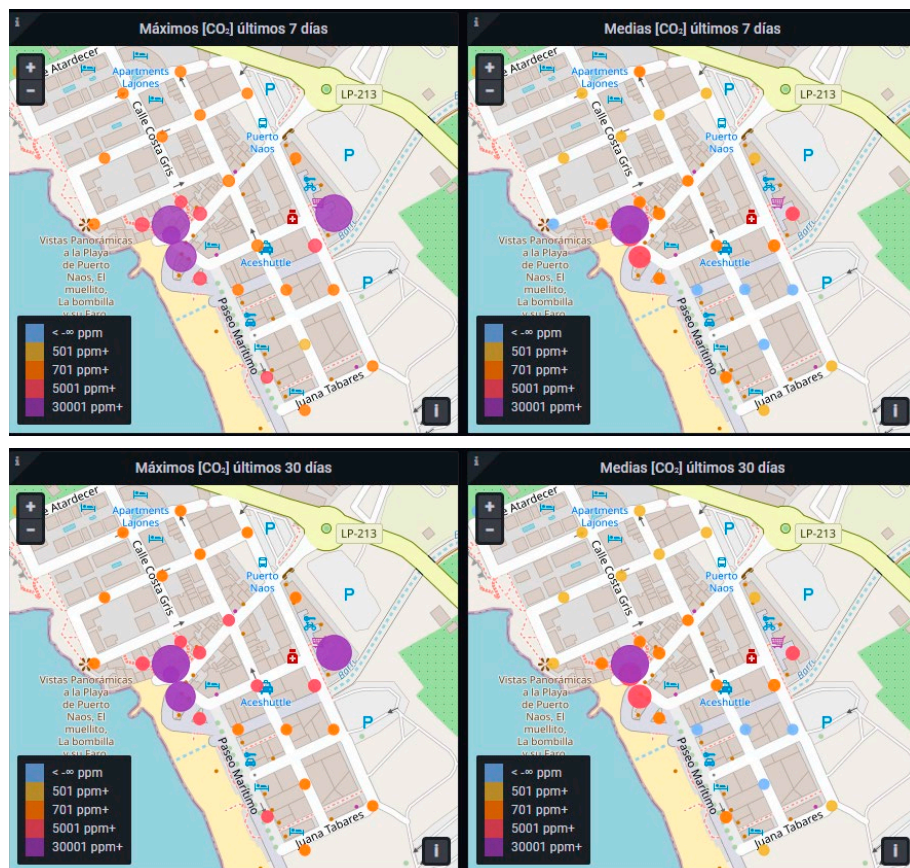 Máximos [CO₂] últimos 7 días
+
−
Atardecer
Apartments
Lajones
Calle Costa Gris
P
LP-213
Puerto
Naos
P
Vistas Panorámicas
a la Playa
de Puerto
Naos, El
muellito,
La bombilla
y su Faro
Aceshuttle
P
Paseo Marítimo
Juana Tabares
< -∞ ppm
501 ppm+
701 ppm+
5001 ppm+
30001 ppm+
i
Medias [CO₂] últimos 7 días
+
−
e Atardecer
Apartments
Lajones
Calle Costa Gris
P
LP-213
Puerto
Naos
P
Vistas Panorámicas
a la Playa
de Puerto
Naos, El
muellito,
La bombilla
y su Faro
Aceshuttle
P
Paseo Marítimo
Juana Tabares
< -∞ ppm
501 ppm+
701 ppm+
5001 ppm+
30001 ppm+
i
Máximos [CO₂] últimos 30 días
+
−
e Atardecer
Apartments
Lajones
Calle Costa Gris
P
LP-213
Puerto
Naos
P
Vistas Panorámicas
a la Playa
de Puerto
Naos, El
muellito,
La bombilla
y su Faro
Aceshuttle
P
Paseo Marítimo
Juana Tabares
< -∞ ppm
501 ppm+
701 ppm+
5001 ppm+
30001 ppm+
i
Medias [CO₂] últimos 30 días
+
−
e Atardecer
Apartments
Lajones
Calle Costa Gris
P
LP-213
Puerto
Naos
P
Vistas Panorámicas
a la Playa
de Puerto
Naos, El
muellito,
La bombilla
y su Faro
Aceshuttle
P
Paseo Marítimo
Juana Tabares
< -∞ ppm
501 ppm+
701 ppm+
5001 ppm+
30001 ppm+
i